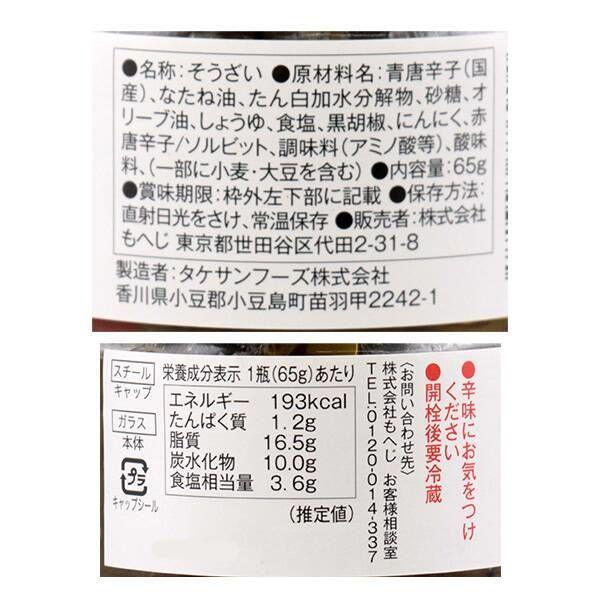 ●名称:そうざい ●原材料名:青唐辛子(国
産)、なたね油、たん白加水分解物、砂糖、オ
リーブ油、しょうゆ、食塩、黒胡椒、にんにく、赤
唐辛子/ソルビット、調味料(アミノ酸等)、酸味
料、(一部に小麦・大豆を含む)●内容量:65g
●賞味期限:枠外左下部に記載 ●保存方法:
直射日光をさけ、常温保存 ●販売者:株式会社
もへじ 東京都世田谷区代田2-31-8
製造者:タケサンフーズ株式会社
香川県小豆郡小豆島町苗羽甲2242-1
スチール
キャップ
ガラス
本体
プラ
キャップシール
栄養成分表示 1瓶(65g)あたり
エネルギー 193kcal
たんぱく質 1.2g
脂質 16.5g
炭水化物 10.0g
食塩相当量 3.6g
(推定値)
●辛味にお気をつけ
ください
●開栓後要冷蔵
〈お問い合わせ先〉
株式会社もへじ お客様相談室
TEL:0120-014-337